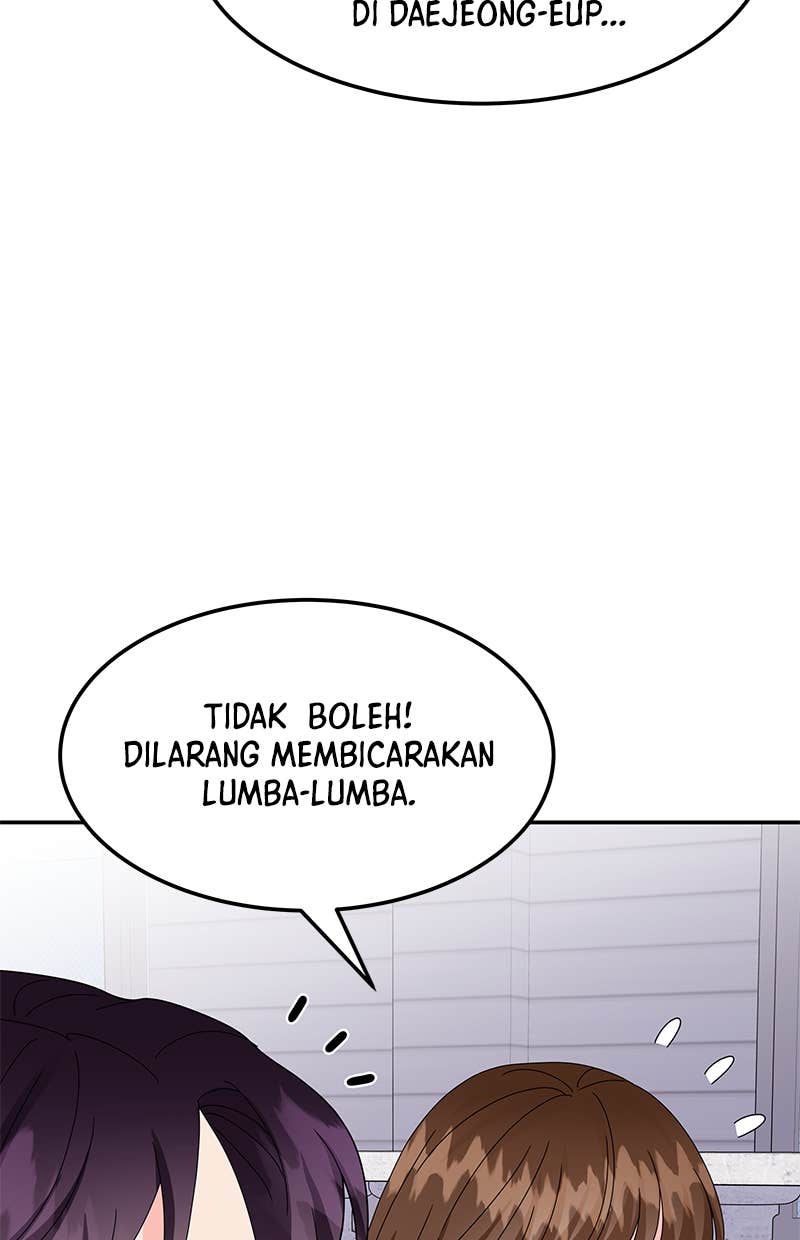 DI DAEJEONG-EUP...
TIDAK BOLEH!
DILARANG MEMBICARAKAN
LUMBA-LUMBA.